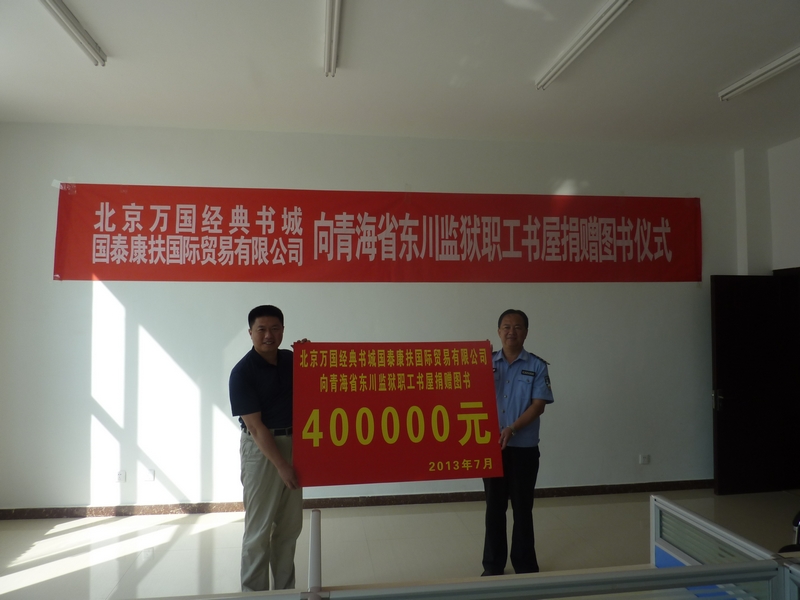 北京万国经典书城
国泰康扶国际贸易有限公司
向青海省东川监狱职工书屋捐赠图书仪式
北京万国经典书城国泰康扶国际贸易有限公司
向青海省东川监狱职工书屋捐赠图书
400000元
2013年7月